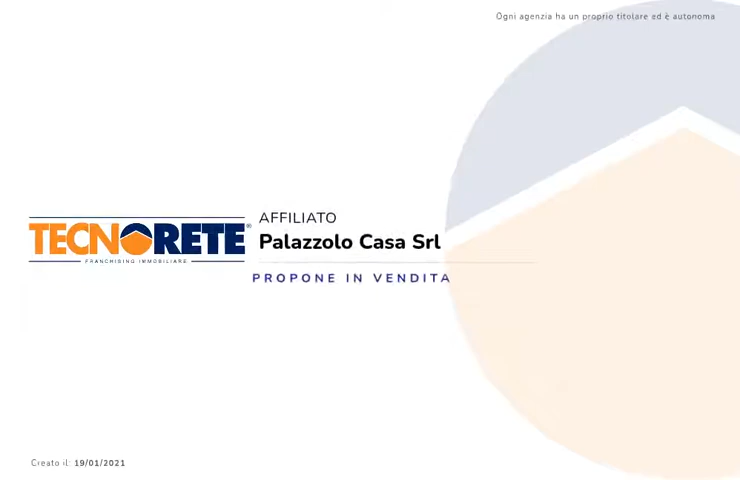 Ogni agenzia ha un proprio titolare ed è autonoma
AFFILIATO
TECNORETE®
Palazzolo Casa Srl
FRANCHISING IMMOBILIARE
PROPONE IN VENDITA
Creato il: 19/01/2021